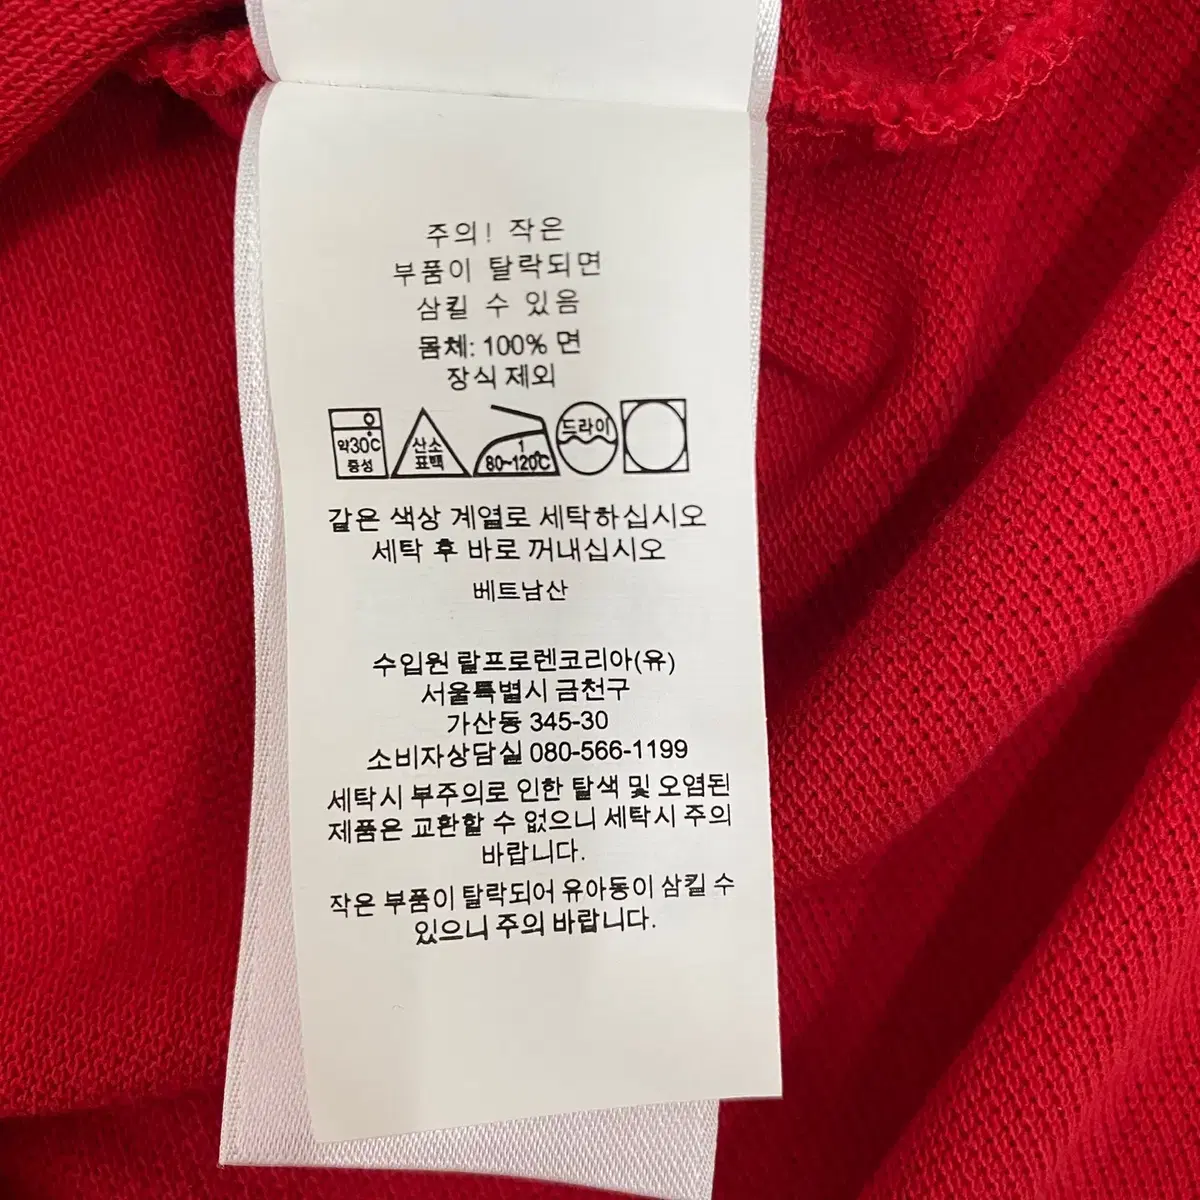 주의! 작은
부품이 탈락되면
삼킬 수 있음
몸체: 100% 면
장식 제외
약30℃
중성
산소
표백
1
80~120℃
드라이
같은 색상 계열로 세탁하십시오
세탁 후 바로 꺼내십시오
베트남산
수입원 랄프로렌코리아(유)
서울특별시 금천구
가산동 345-30
소비자상담실 080-566-1199
세탁시 부주의로 인한 탈색 및 오염된
제품은 교환할 수 없으니 세탁시 주의
바랍니다.
작은 부품이 탈락되어 유아동이 삼킬 수
있으니 주의 바랍니다.